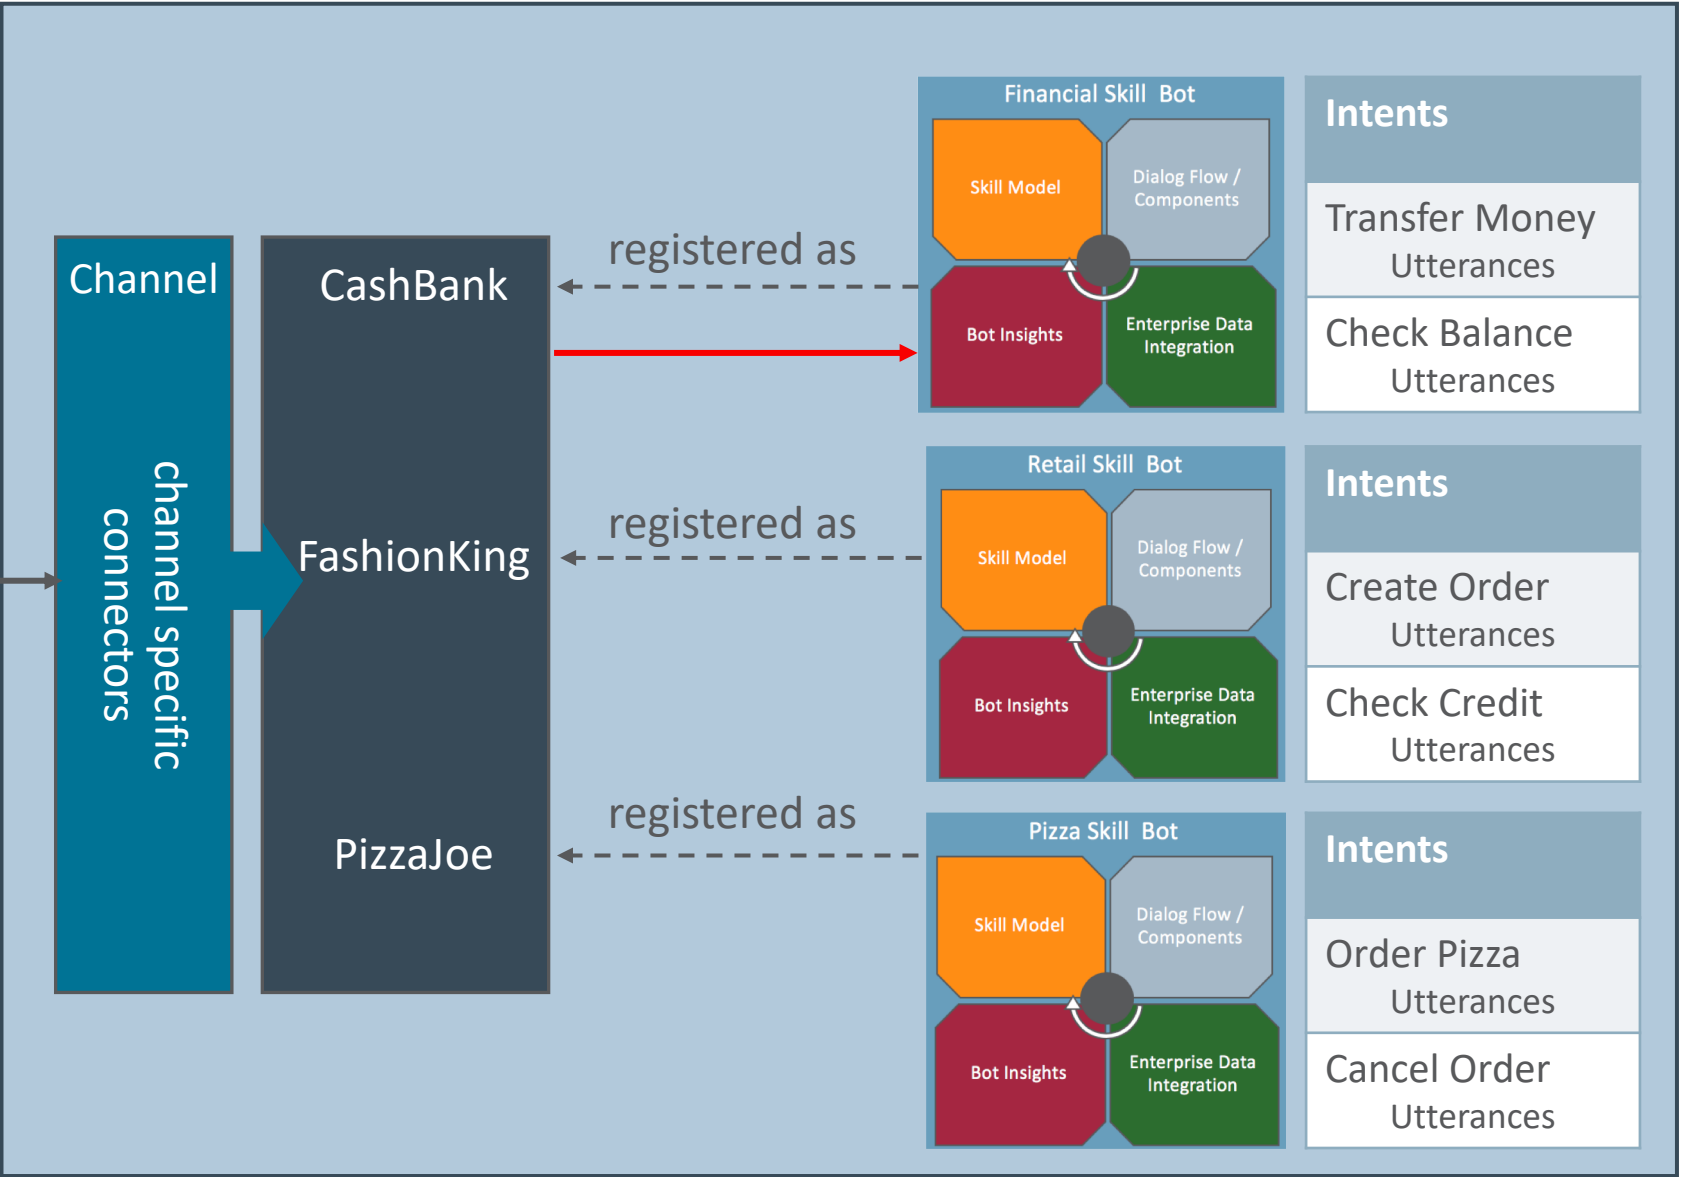 Channel
channel specific
connectors
CashBank
FashionKing
PizzaJoe
registered as
registered as
registered as
Financial Skill Bot
Skill Model
Dialog Flow /
Components
Bot Insights
Enterprise Data
Integration
Intents
Transfer Money
Utterances
Check Balance
Utterances
Retail Skill Bot
Skill Model
Dialog Flow /
Components
Bot Insights
Enterprise Data
Integration
Intents
Create Order
Utterances
Check Credit
Utterances
Pizza Skill Bot
Skill Model
Dialog Flow /
Components
Bot Insights
Enterprise Data
Integration
Intents
Order Pizza
Utterances
Cancel Order
Utterances